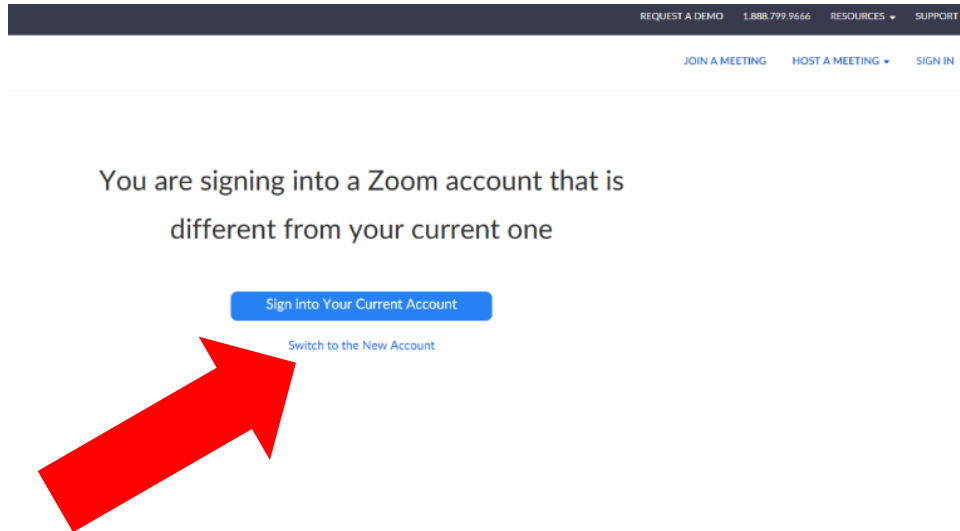 REQUEST A DEMO 1.888.799.9666 RESOURCES SUPPORT
JOIN A MEETING HOST A MEETING SIGN IN
You are signing into a Zoom account that is
different from your current one
Sign into Your Current Account
Switch to the New Account